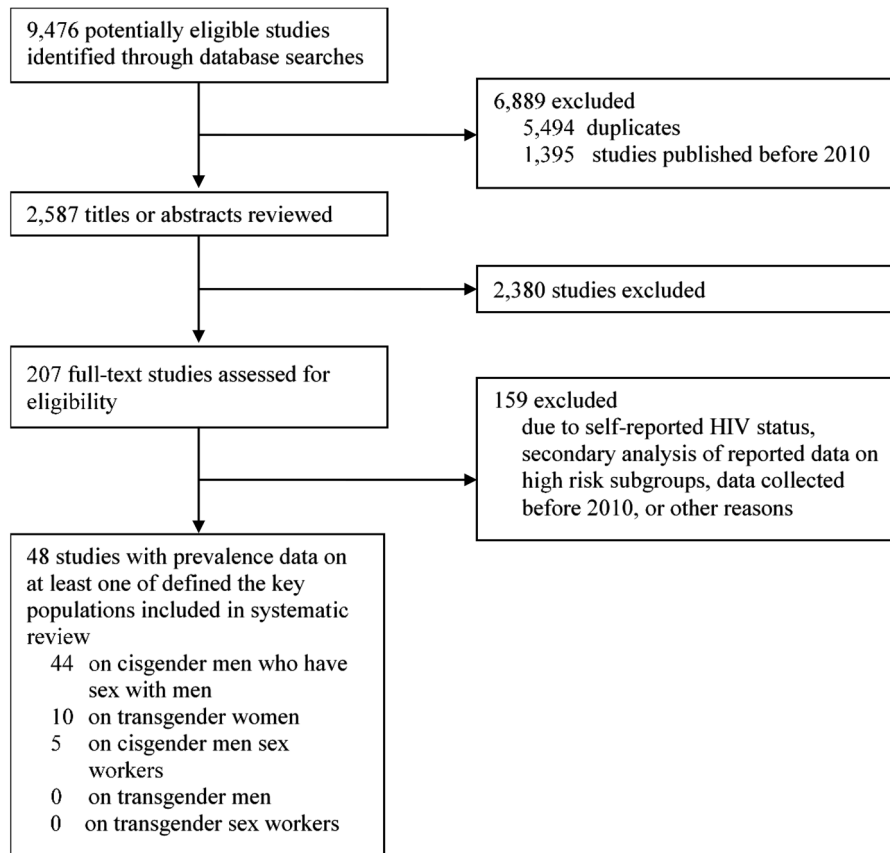 9,476 potentially eligible studies
identified through database searches
6,889 excluded
5,494 duplicates
1,395 studies published before 2010
2,587 titles or abstracts reviewed
2,380 studies excluded
207 full-text studies assessed for
eligibility
159 excluded
due to self-reported HIV status,
secondary analysis of reported data on
high risk subgroups, data collected
before 2010, or other reasons
48 studies with prevalence data on
at least one of defined the key
populations included in systematic
review
44 on cisgender men who have
sex with men
10 on transgender women
5 on cisgender men sex
workers
0 on transgender men
0 on transgender sex workers